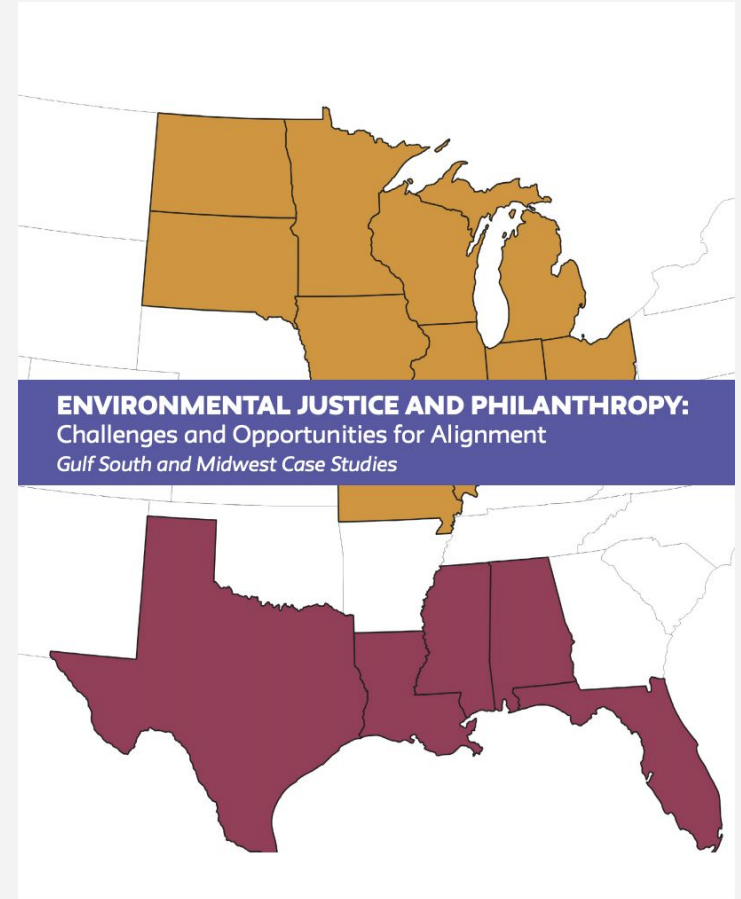 ENVIRONMENTAL JUSTICE AND PHILANTHROPY:
Challenges and Opportunities for Alignment
Gulf South and Midwest Case Studies